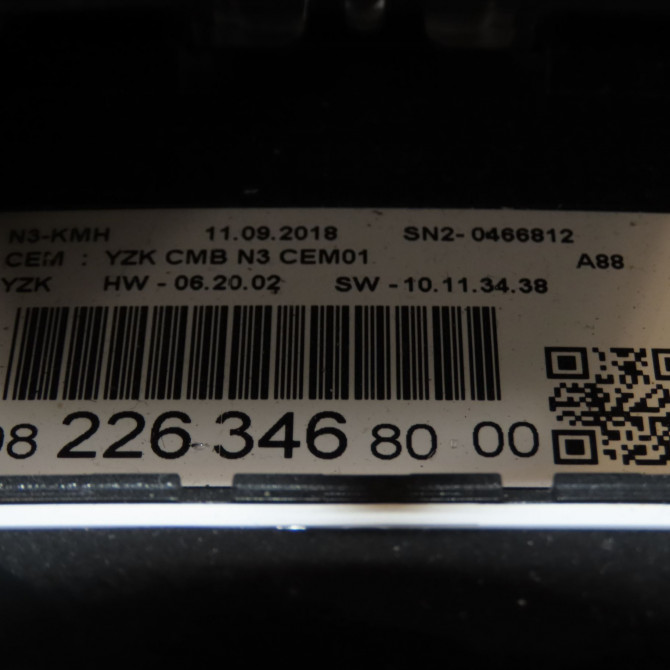 N3-KMH 11.09.2018 SN2-0466812
CEM : YZK CMB N3 CEM01 A88
YZK HW - 06.20.02 SW - 10.11.34.38
98 226 346 80 00